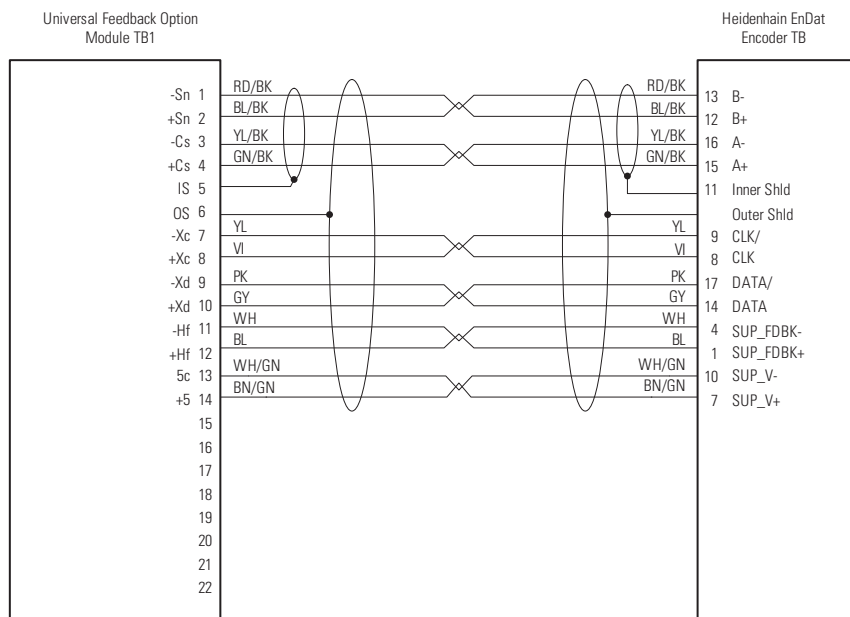 Universal Feedback Option
Module TB1
Heidenhain EnDat
Encoder TB
-Sn 1 RD/BK RD/BK 13 B-
+Sn 2 BL/BK BL/BK 12 B+
-Cs 3 YL/BK YL/BK 16 A-
+Cs 4 GN/BK GN/BK 15 A+
IS 5 11 Inner Shld
OS 6 Outer Shld
-Xc 7 YL YL 9 CLK/
+Xc 8 VI VI 8 CLK
-Xd 9 PK PK 17 DATA/
+Xd 10 GY GY 14 DATA
-Hf 11 WH WH 4 SUP_FDBK-
+Hf 12 BL BL 1 SUP_FDBK+
5c 13 WH/GN WH/GN 10 SUP_V-
+5 14 BN/GN BN/GN 7 SUP_V+
15
16
17
18
19
20
21
22